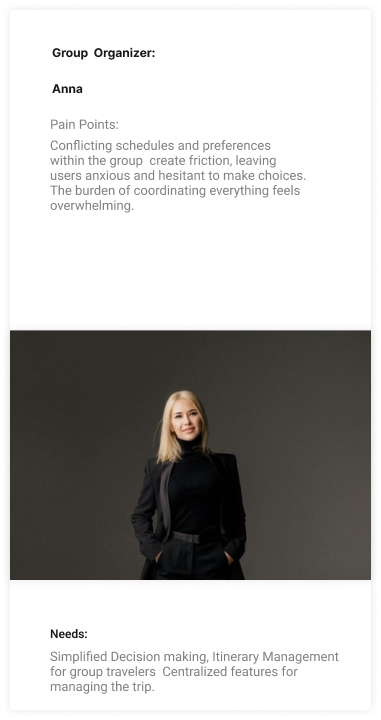 Group Organizer:
Anna
Pain Points:
Conflicting schedules and preferences
within the group create friction, leaving
users anxious and hesitant to make choices.
The burden of coordinating everything feels
overwhelming.
Needs:
Simplified Decision making, Itinerary Management
for group travelers Centralized features for
managing the trip.